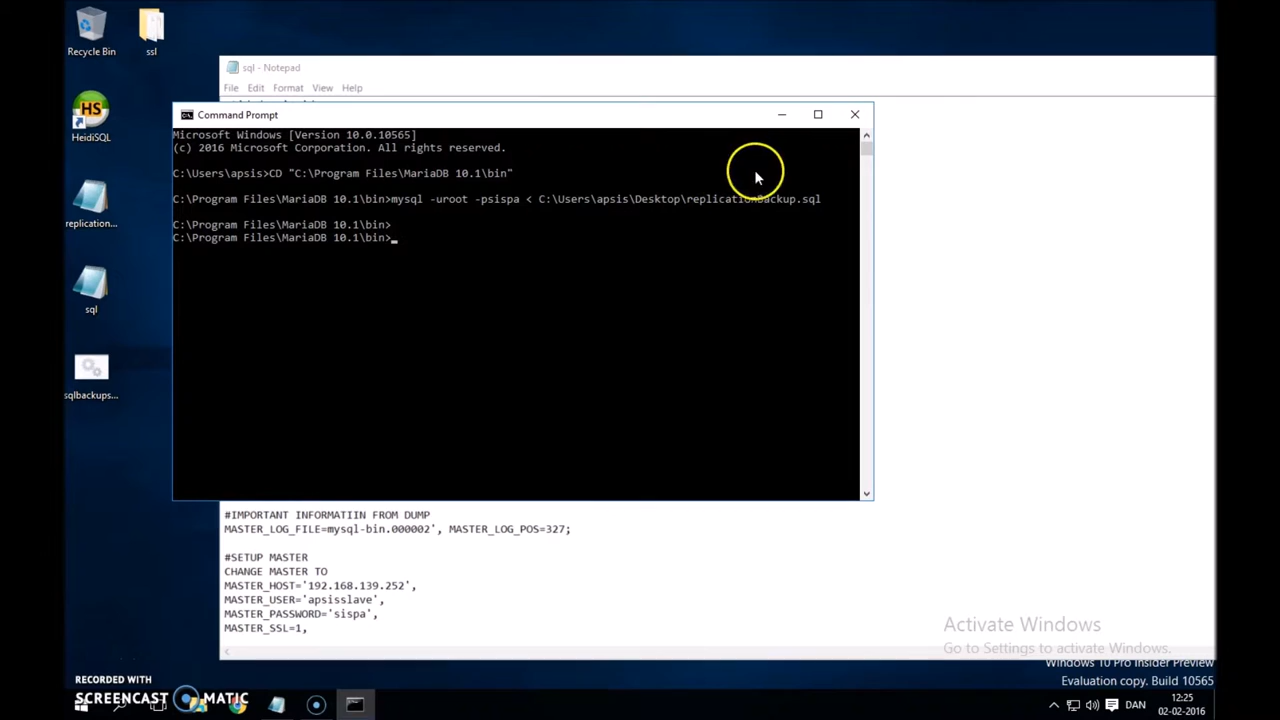 Recycle Bin
ssl
HeidiSQL
replication...
sql
sqlbackups...
sql - Notepad
File Edit Format View Help
Command Prompt
Microsoft Windows [Version 10.0.10565]
(c) 2016 Microsoft Corporation. All rights reserved.
C:\Users\apsis>CD "C:\Program Files\MariaDB 10.1\bin"
C:\Program Files\MariaDB 10.1\bin>mysql -uroot -psispa < C:\Users\apsis\Desktop\replicationBackup.sql
C:\Program Files\MariaDB 10.1\bin>
C:\Program Files\MariaDB 10.1\bin>_
#IMPORTANT INFORMATIIN FROM DUMP
MASTER_LOG_FILE=mysql-bin.000002', MASTER_LOG_POS=327;
#SETUP MASTER
CHANGE MASTER TO
MASTER_HOST='192.168.139.252',
MASTER_USER='apsisslave',
MASTER_PASSWORD='sispa',
MASTER_SSL=1,
Activate Windows
Go to Settings to activate Windows.
Windows 10 Pro Insider Preview
Evaluation copy. Build 10565
RECORDED WITH
SCREENCAST MATIC
DAN
12:25
02-02-2016